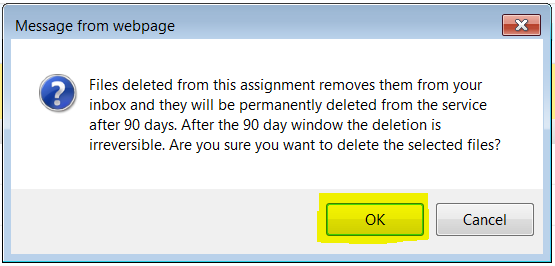 Message from webpage
Files deleted from this assignment removes them from your
inbox and they will be permanently deleted from the service
after 90 days. After the 90 day window the deletion is
irreversible. Are you sure you want to delete the selected files?
OK
Cancel